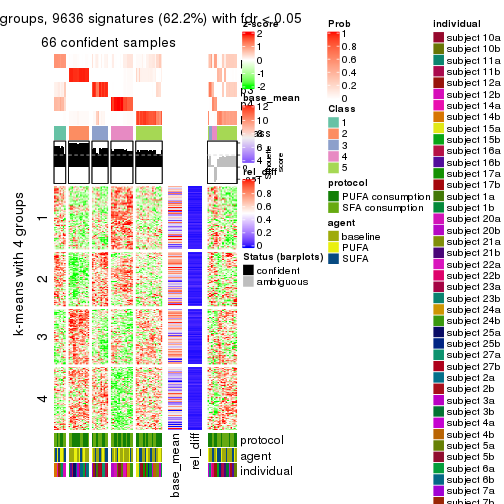 groups, 9636 signatures (62.2%) with fdr < 0.05
66 confident samples
z-score
2
1
0
-1
-2
base_mean
12
10
8
6
4
rel_diff
1
0.8
0.6
0.4
0.2
0
Status (barplots)
confident
ambiguous
Silhouette
score
k-means with 4 groups
1
2
3
4
protocol
agent
individual
base_mean
rel_diff
Prob
1
0.8
0.6
0.4
0.2
0
Class
1
2
3
4
5
protocol
PUFA consumption
SFA consumption
agent
baseline
PUFA
SUFA
individual
subject 10a
subject 10b
subject 11a
subject 11b
subject 12a
subject 12b
subject 14a
subject 14b
subject 15a
subject 15b
subject 16a
subject 16b
subject 17a
subject 17b
subject 1a
subject 1b
subject 20a
subject 20b
subject 21a
subject 21b
subject 22a
subject 22b
subject 23a
subject 23b
subject 24a
subject 24b
subject 25a
subject 25b
subject 27a
subject 27b
subject 2a
subject 2b
subject 3a
subject 3b
subject 4a
subject 4b
subject 5a
subject 5b
subject 6a
subject 6b
subject 7a
subject 7b